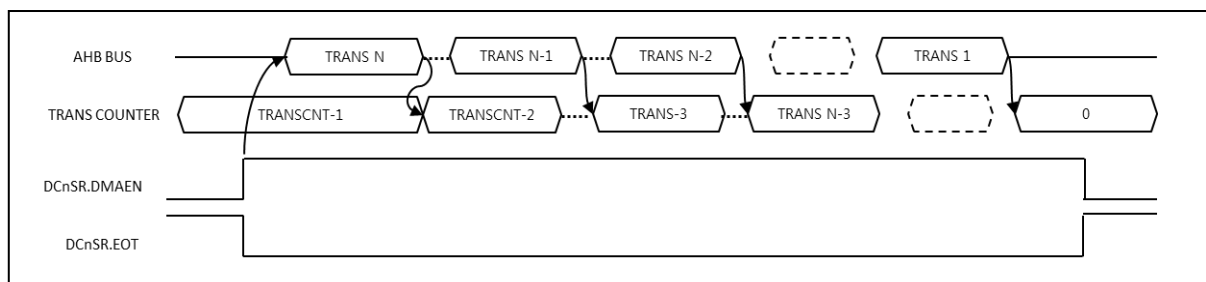 AHB BUS TRANS N TRANS N-1 TRANS N-2 TRANS 1
TRANS COUNTER TRANSCNT-1 TRANSCNT-2 TRANS-3 TRANS N-3 0
DCnSR.DMAEN
DCnSR.EOT